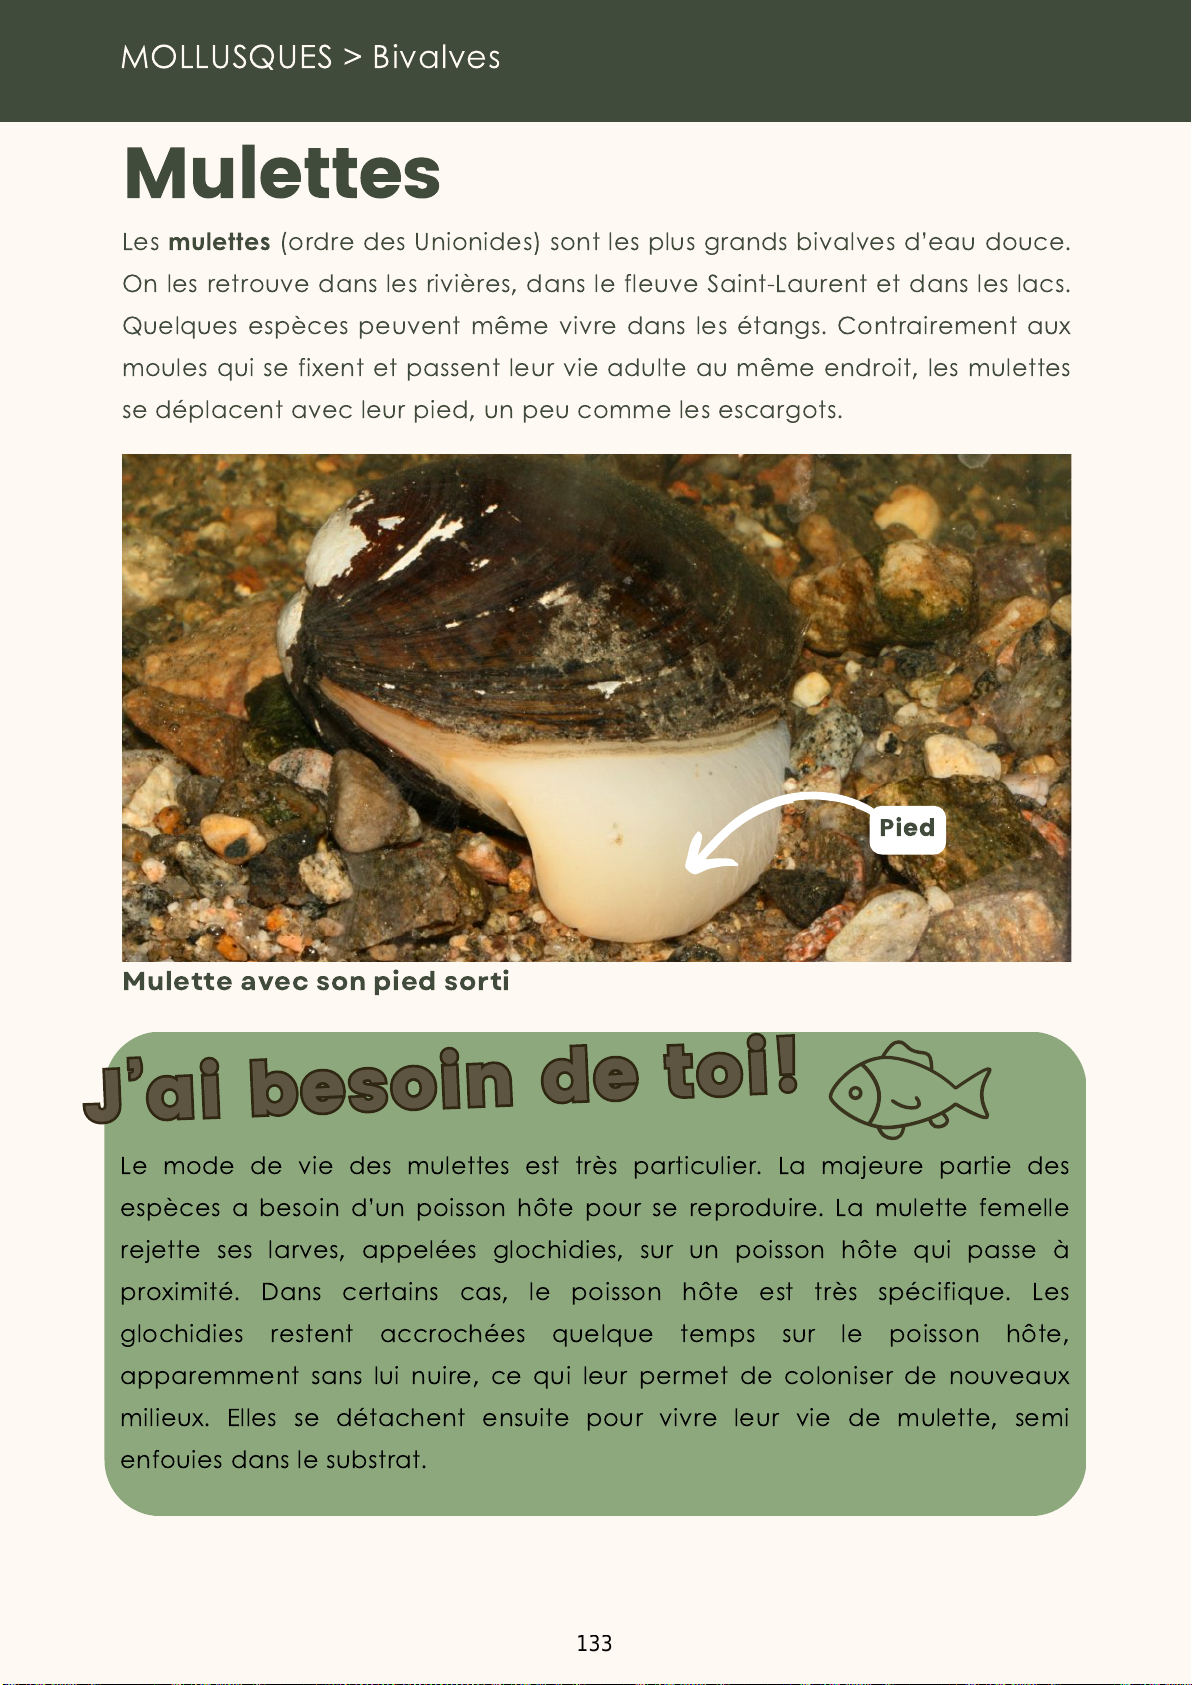 MOLLUSQUES > Bivalves
Mulettes
Les mulettes (ordre des Unionides) sont les plus grands bivalves d'eau douce.
On les retrouve dans les rivières, dans le fleuve Saint-Laurent et dans les lacs.
Quelques espèces peuvent même vivre dans les étangs. Contrairement aux
moules qui se fixent et passent leur vie adulte au même endroit, les mulettes
se déplacent avec leur pied, un peu comme les escargots.
Pied
Mulette avec son pied sorti
J'ai besoin de toi!
Le mode de vie des mulettes est très particulier. La majeure partie des
espèces a besoin d'un poisson hôte pour se reproduire. La mulette femelle
rejette ses larves, appelées glochidies, sur un poisson hôte qui passe à
proximité. Dans certains cas, le poisson hôte est très spécifique. Les
glochidies restent accrochées quelque temps sur le poisson hôte,
apparemment sans lui nuire, ce qui leur permet de coloniser de nouveaux
milieux. Elles se détachent ensuite pour vivre leur vie de mulette, semi
enfouies dans le substrat.
133